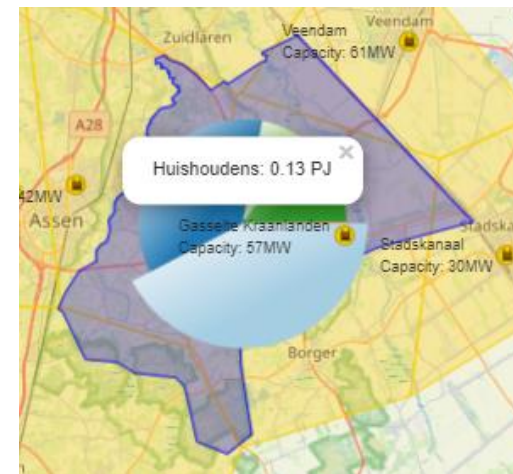 Veendam
Zuidlaren
Veendam
Capacity: 61MW
A28
Huishoudens: 0.13 PJ
×
42MW
Assen
Gasselte Kraanlanden
Capacity: 57MW
Stadska
Stadskanaal
Capacity: 30MW
Borger